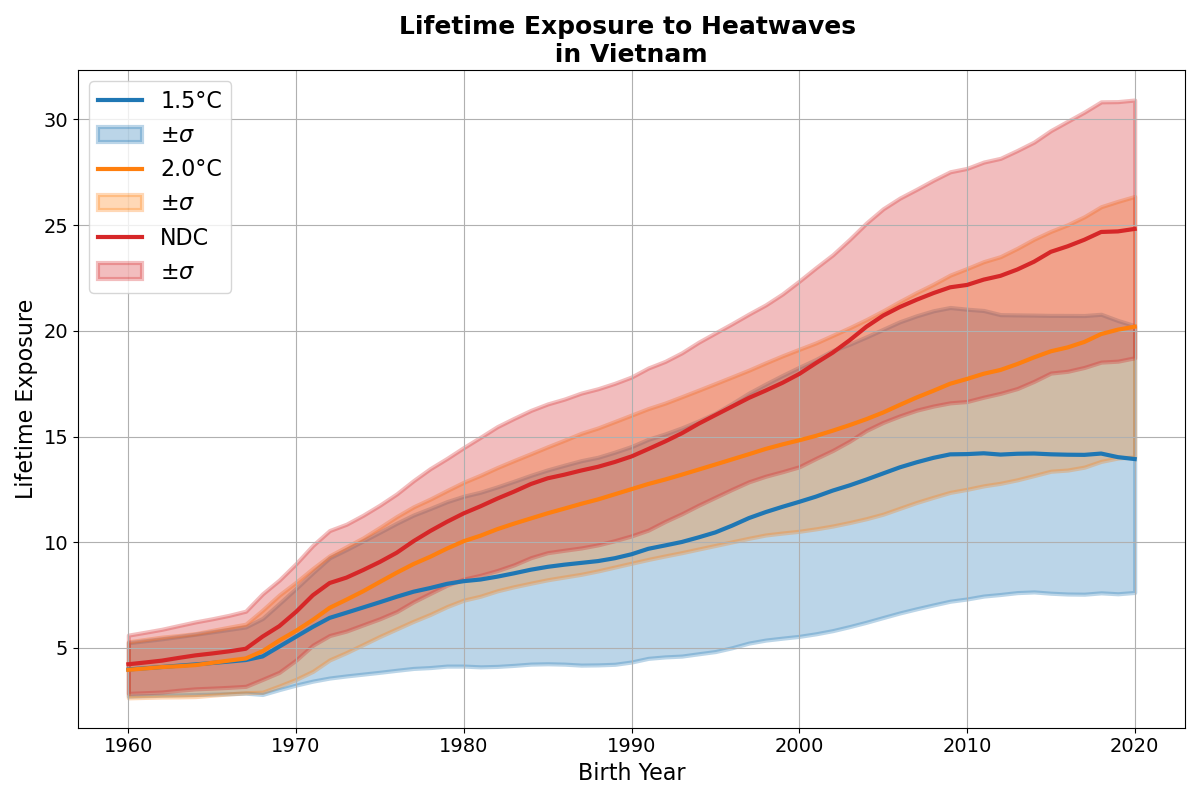 Lifetime Exposure to Heatwaves
in Vietnam
1.5°C
±σ
2.0°C
±σ
NDC
±σ
Lifetime Exposure
30
25
20
15
10
5
1960 1970 1980 1990 2000 2010 2020
Birth Year